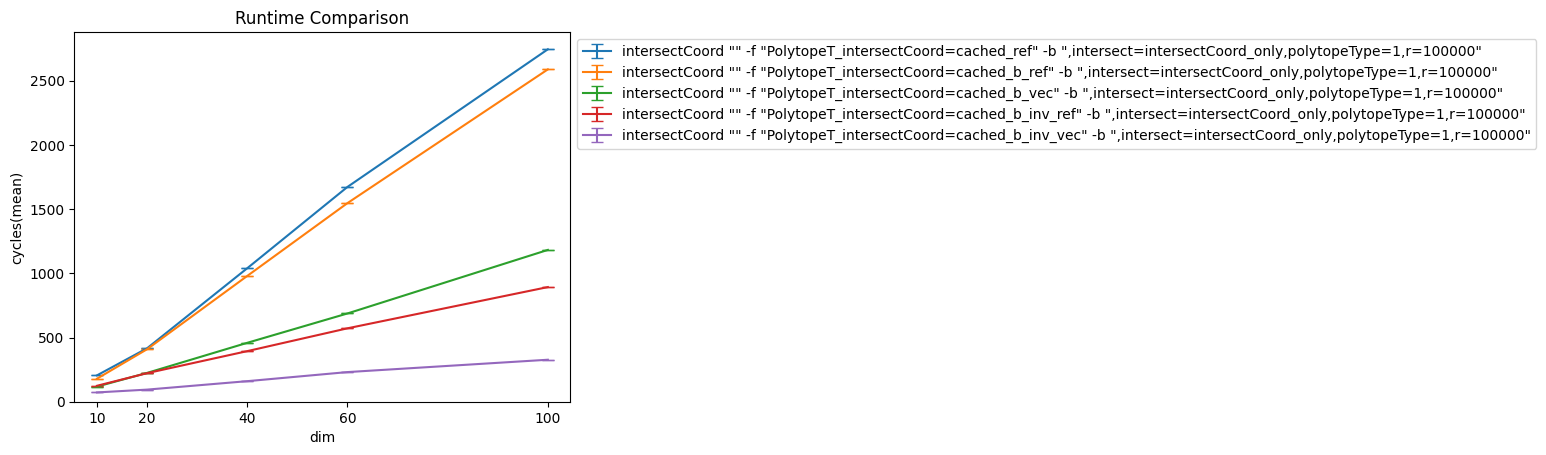 Runtime Comparison
cycles(mean)
2500
2000
1500
1000
500
0
10 20 40 60 100
dim
intersectCoord "" -f "PolytopeT_intersectCoord=cached_ref" -b ",intersect=intersectCoord_only,polytopeType=1,r=100000"
intersectCoord "" -f "PolytopeT_intersectCoord=cached_b_ref" -b ",intersect=intersectCoord_only,polytopeType=1,r=100000"
intersectCoord "" -f "PolytopeT_intersectCoord=cached_b_vec" -b ",intersect=intersectCoord_only,polytopeType=1,r=100000"
intersectCoord "" -f "PolytopeT_intersectCoord=cached_b_inv_ref" -b ",intersect=intersectCoord_only,polytopeType=1,r=100000"
intersectCoord "" -f "PolytopeT_intersectCoord=cached_b_inv_vec" -b ",intersect=intersectCoord_only,polytopeType=1,r=100000"